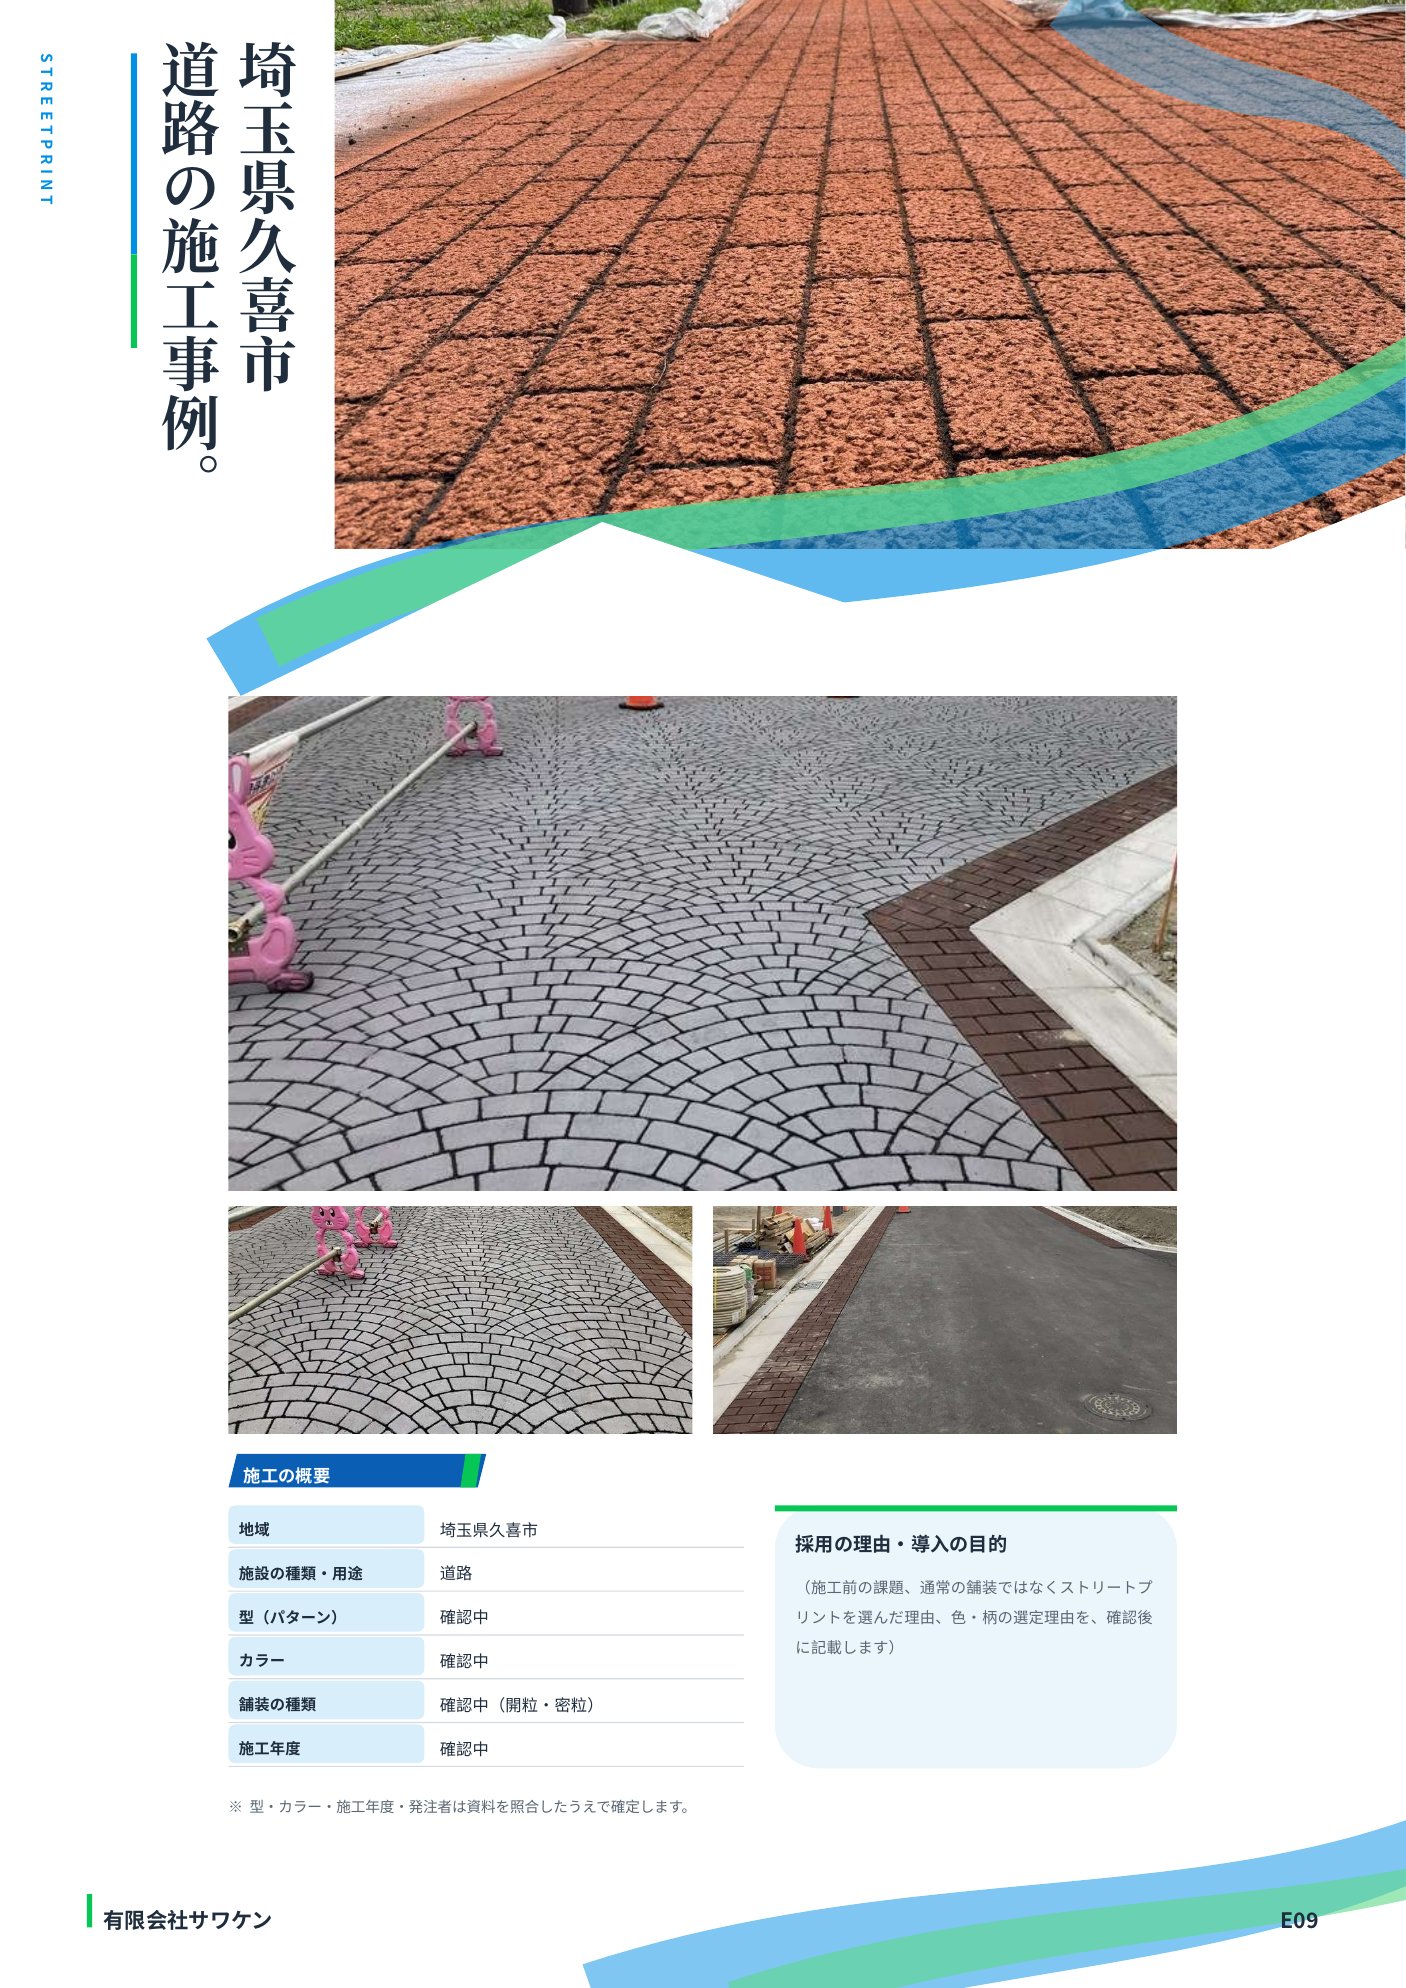 STREETPRINT
埼玉県久喜市
道路の施工事例。
施工の概要
地域 埼玉県久喜市
施設の種類・用途 道路
型（パターン） 確認中
カラー 確認中
舗装の種類 確認中（開粒・密粒）
施工年度 確認中
採用の理由・導入の目的
（施工前の課題、通常の舗装ではなくストリートプ
リントを選んだ理由、色・柄の選定理由を、確認後
に記載します）
※ 型・カラー・施工年度・発注者は資料を照合したうえで確定します。
有限会社サワケン
E09